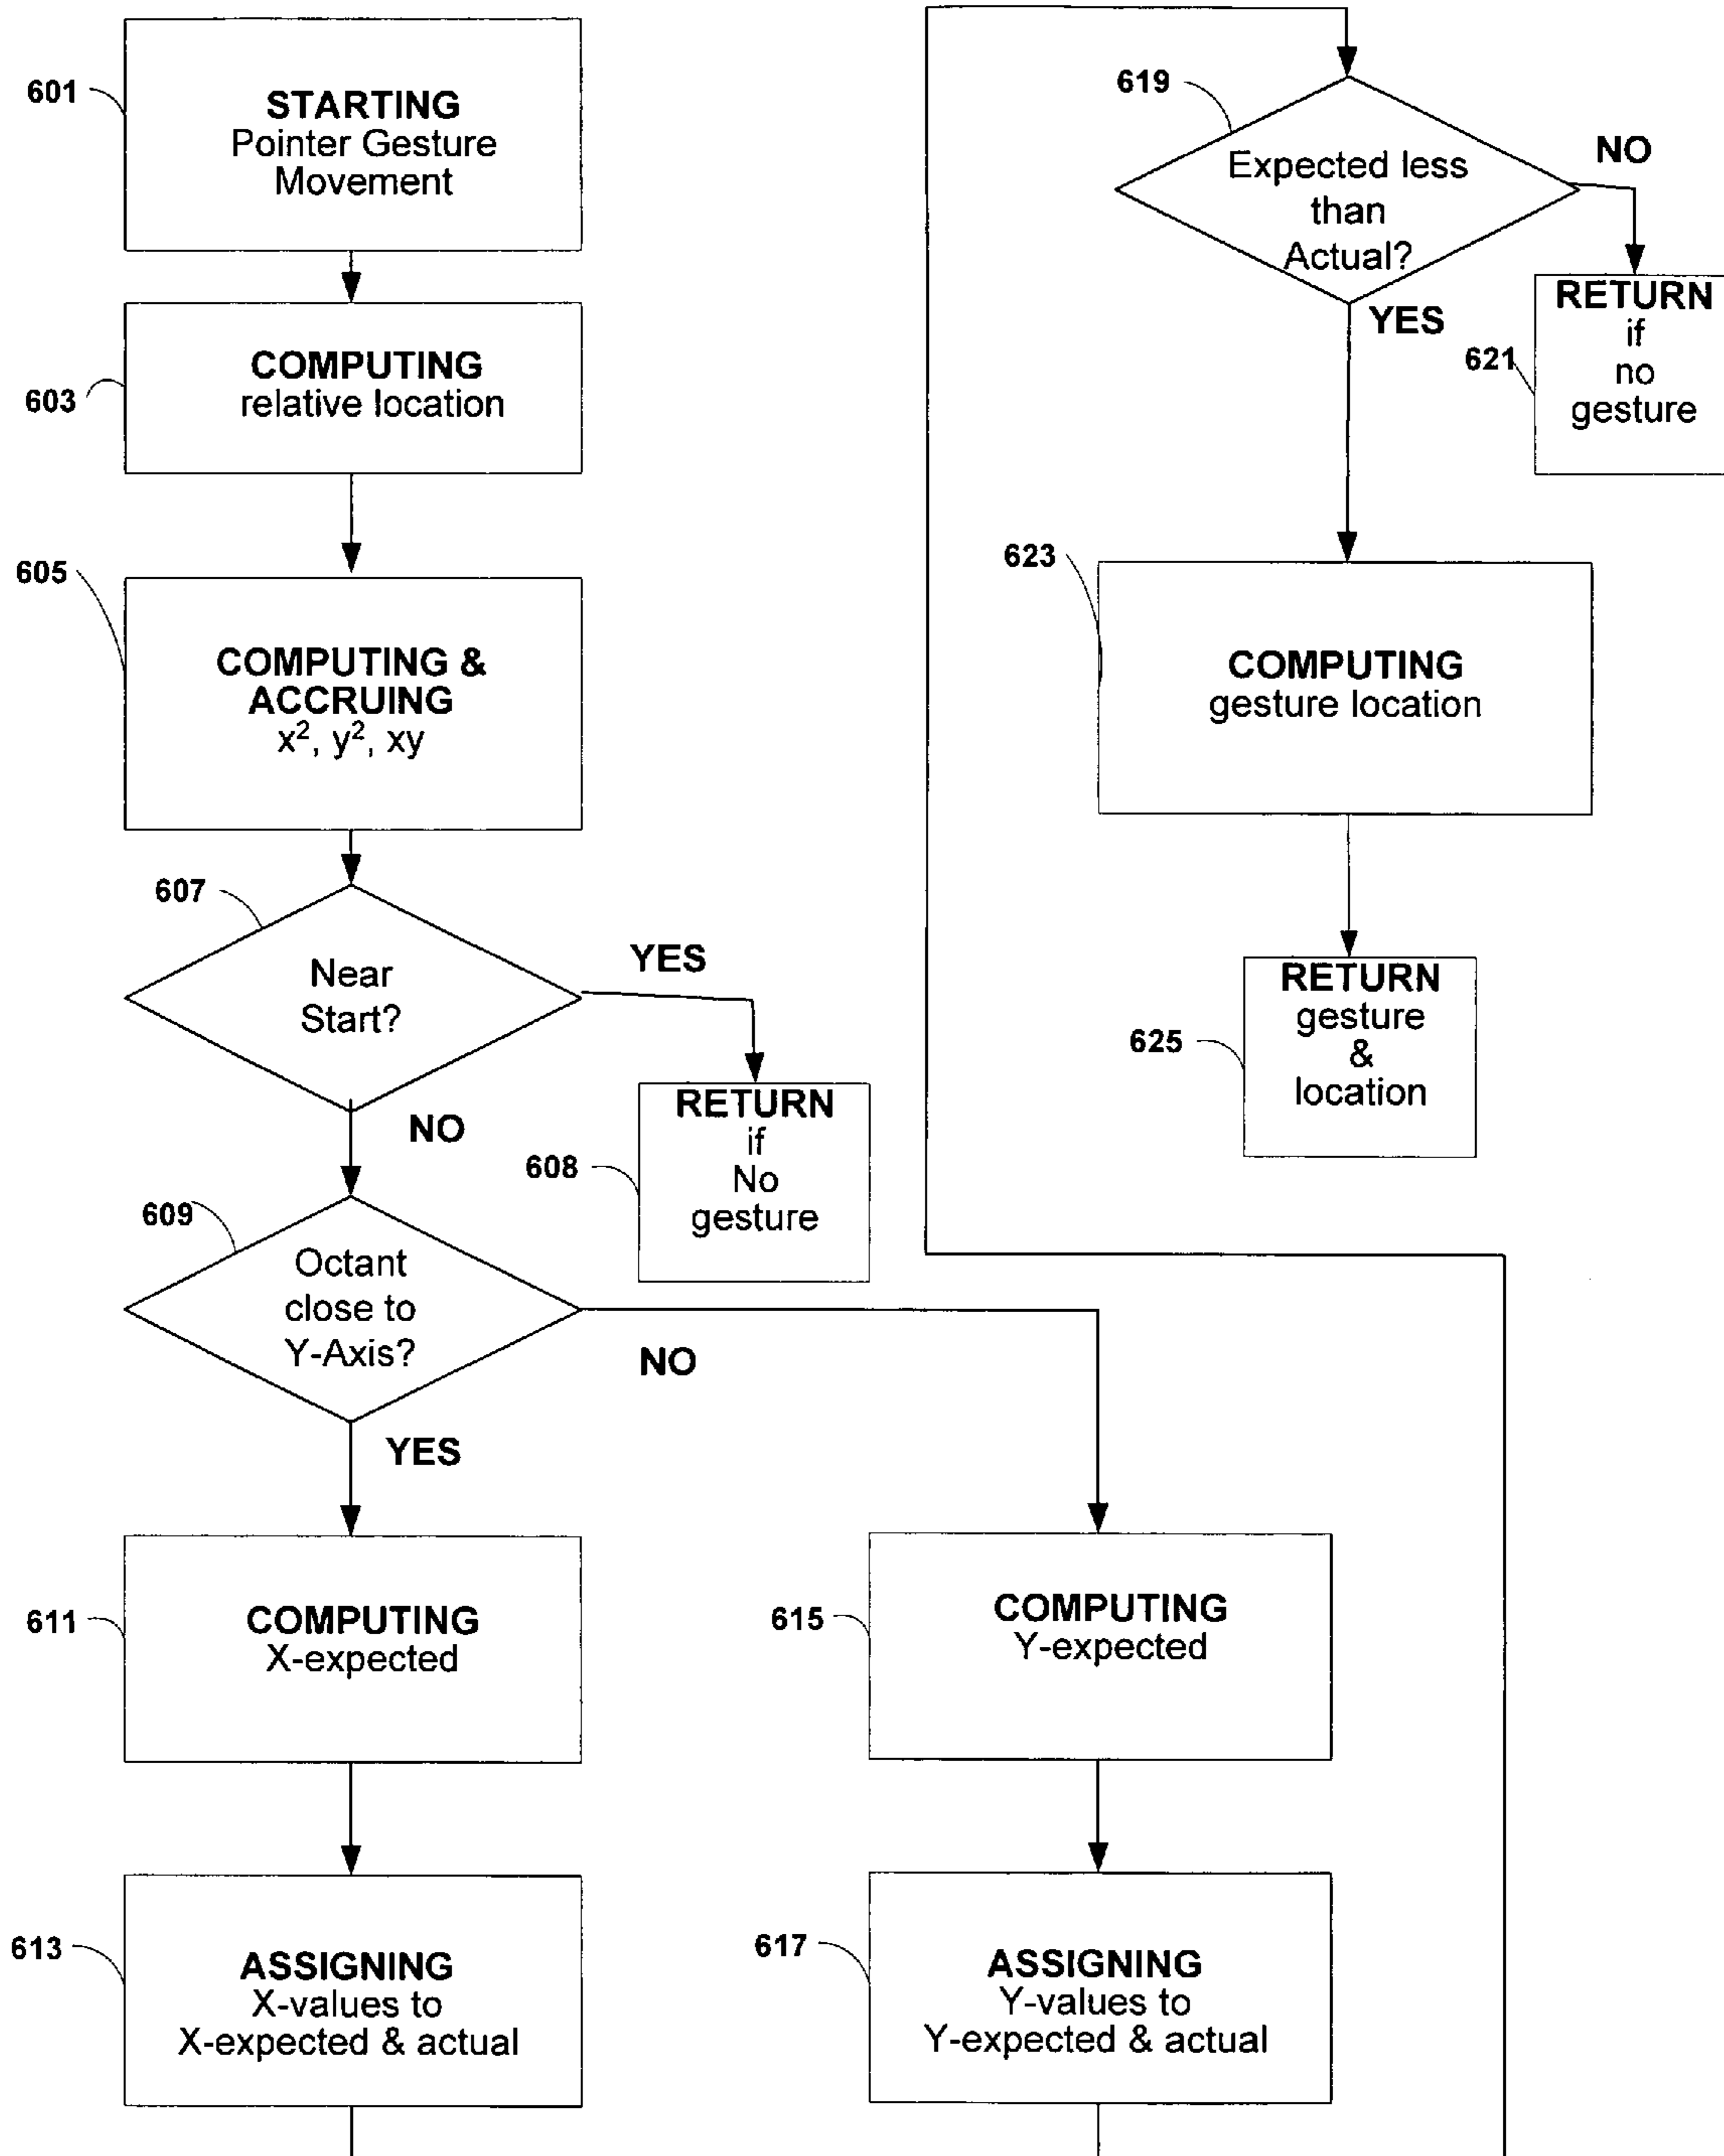 601
STARTING
Pointer Gesture
Movement
603
COMPUTING
relative location
605
COMPUTING &
ACCRUING
x², y², xy
607
Near
Start?
YES
NO
608
RETURN
if
No
gesture
609
Octant
close to
Y-Axis?
NO
YES
611
COMPUTING
X-expected
613
ASSIGNING
X-values to
X-expected & actual
615
COMPUTING
Y-expected
617
ASSIGNING
Y-values to
Y-expected & actual
619
Expected less
than
Actual?
NO
YES
621
RETURN
if
no
gesture
623
COMPUTING
gesture location
625
RETURN
gesture
&
location